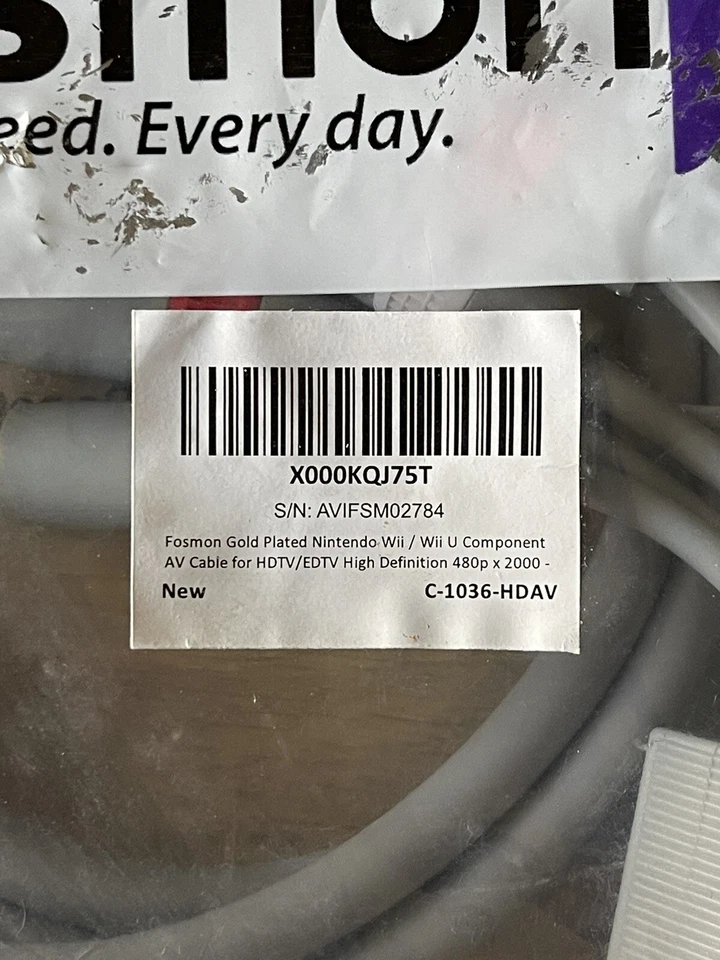 smon
eed. Every day.
X000KQJ75T
S/N: AVIFSM02784
Fosmon Gold Plated Nintendo Wii / Wii U Component
AV Cable for HDTV/EDTV High Definition 480p x 2000 -
New C-1036-HDAV